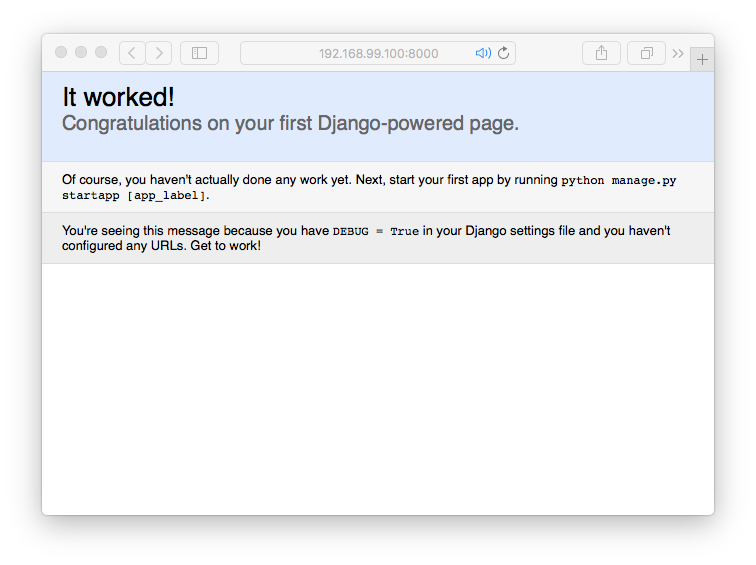 192.168.99.100:8000
It worked!
Congratulations on your first Django-powered page.
Of course, you haven't actually done any work yet. Next, start your first app by running python manage.py
startapp [app_label].
You're seeing this message because you have DEBUG = True in your Django settings file and you haven't
configured any URLs. Get to work!